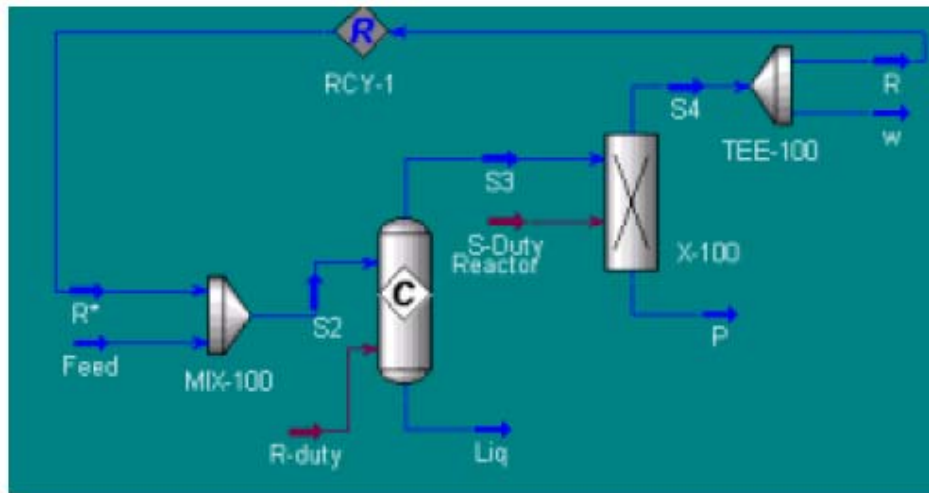 R
RCY-1
R
S4
W
TEE-100
S3
S-Duty
Reactor
X-100
C
R*
S2
Feed
MIX-100
P
R-duty
Liq